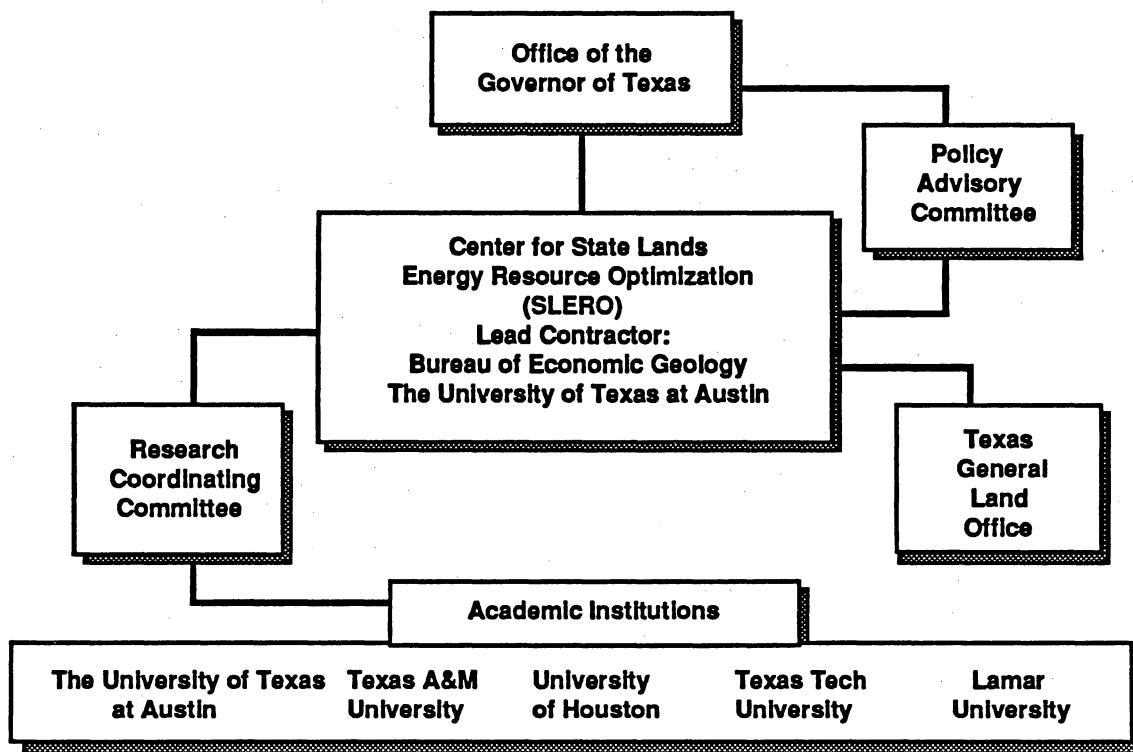 Office of the
Governor of Texas
Policy
Advisory
Committee
Center for State Lands
Energy Resource Optimization
(SLERO)
Lead Contractor:
Bureau of Economic Geology
The University of Texas at Austin
Research
Coordinating
Committee
Texas
General
Land
Office
Academic Institutions
The University of Texas
at Austin
Texas A&M
University
University
of Houston
Texas Tech
University
Lamar
University